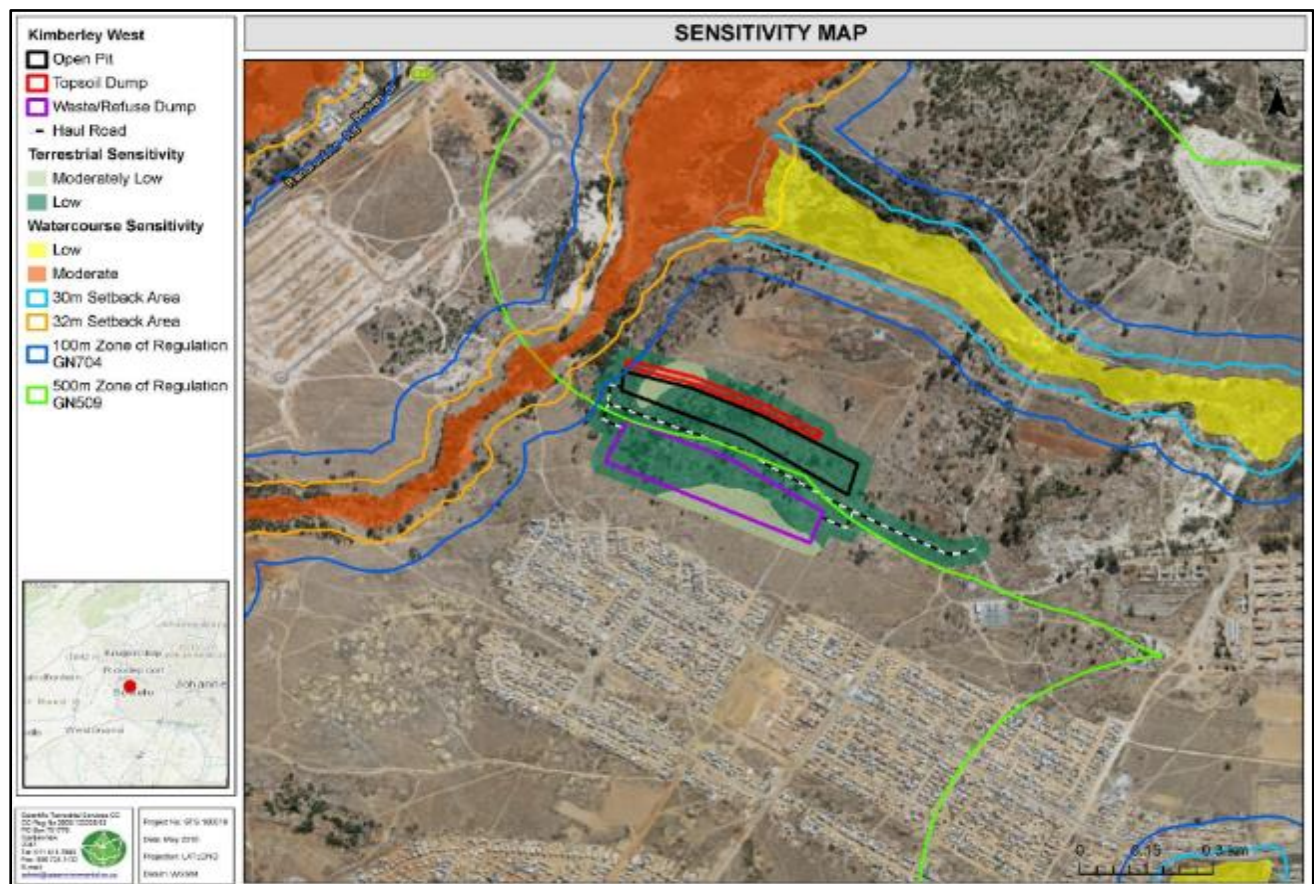 SENSITIVITY MAP
Kimberley West
Open Pit
Topsoil Dump
Waste/Refuse Dump
Haul Road
Terrestrial Sensitivity
Moderately Low
Low
Watercourse Sensitivity
Low
Moderate
30m Setback Area
32m Setback Area
100m Zone of Regulation
GN704
500m Zone of Regulation
GN509
Date: May
0 0.15 0.3 km